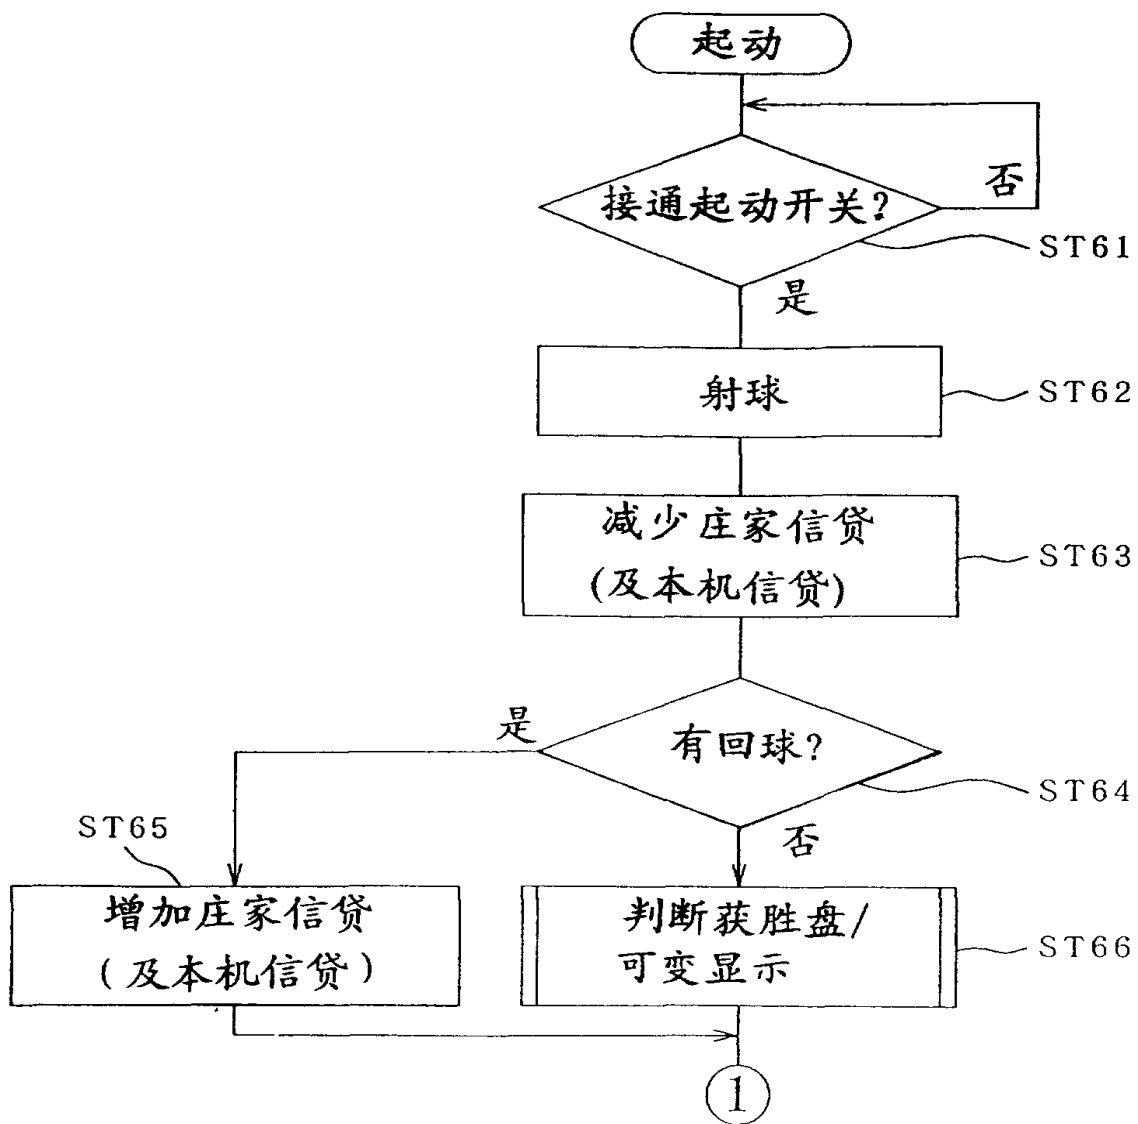 起动
否
接通起动开关?
ST61
是
射球
ST62
减少庄家信贷
(及本机信贷)
ST63
是
有回球?
ST64
ST65
否
增加庄家信贷
(及本机信贷)
判断获胜盘/
可变显示
ST66
1